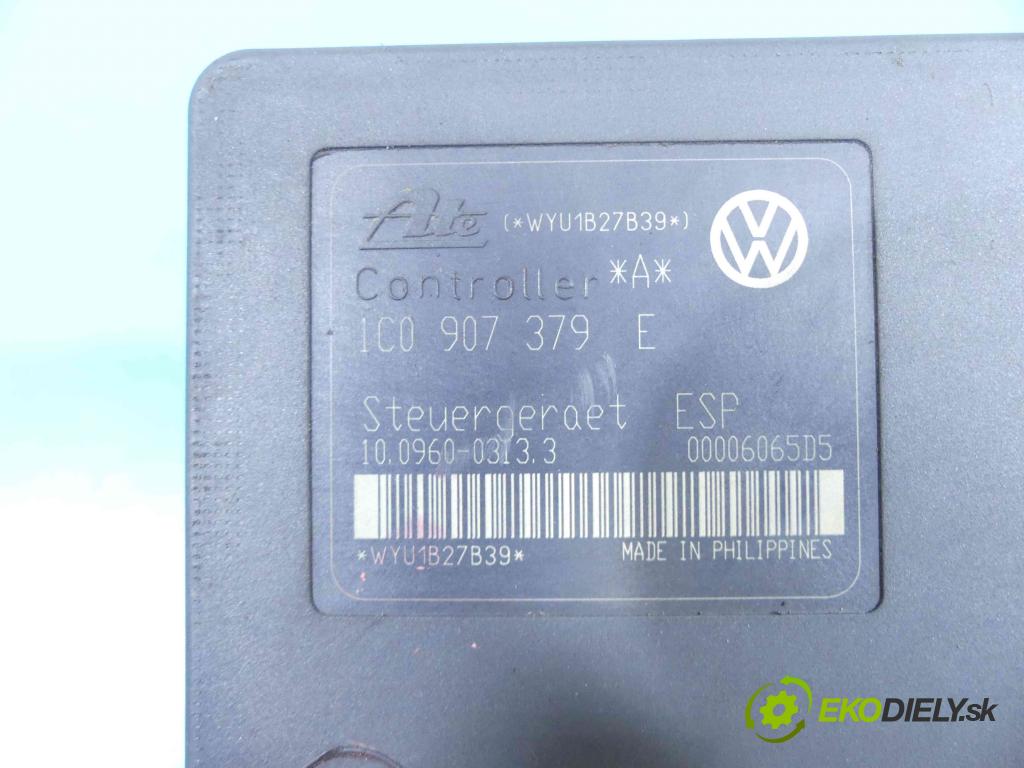 Ate (*WYU1B27B39*)
Controller *A*
1C0 907 379 E
Steuergeraet ESP
10.0960-0313.3 00006065D5
*WYU1B27B39* MADE IN PHILIPPINES
EKODIELY.sk